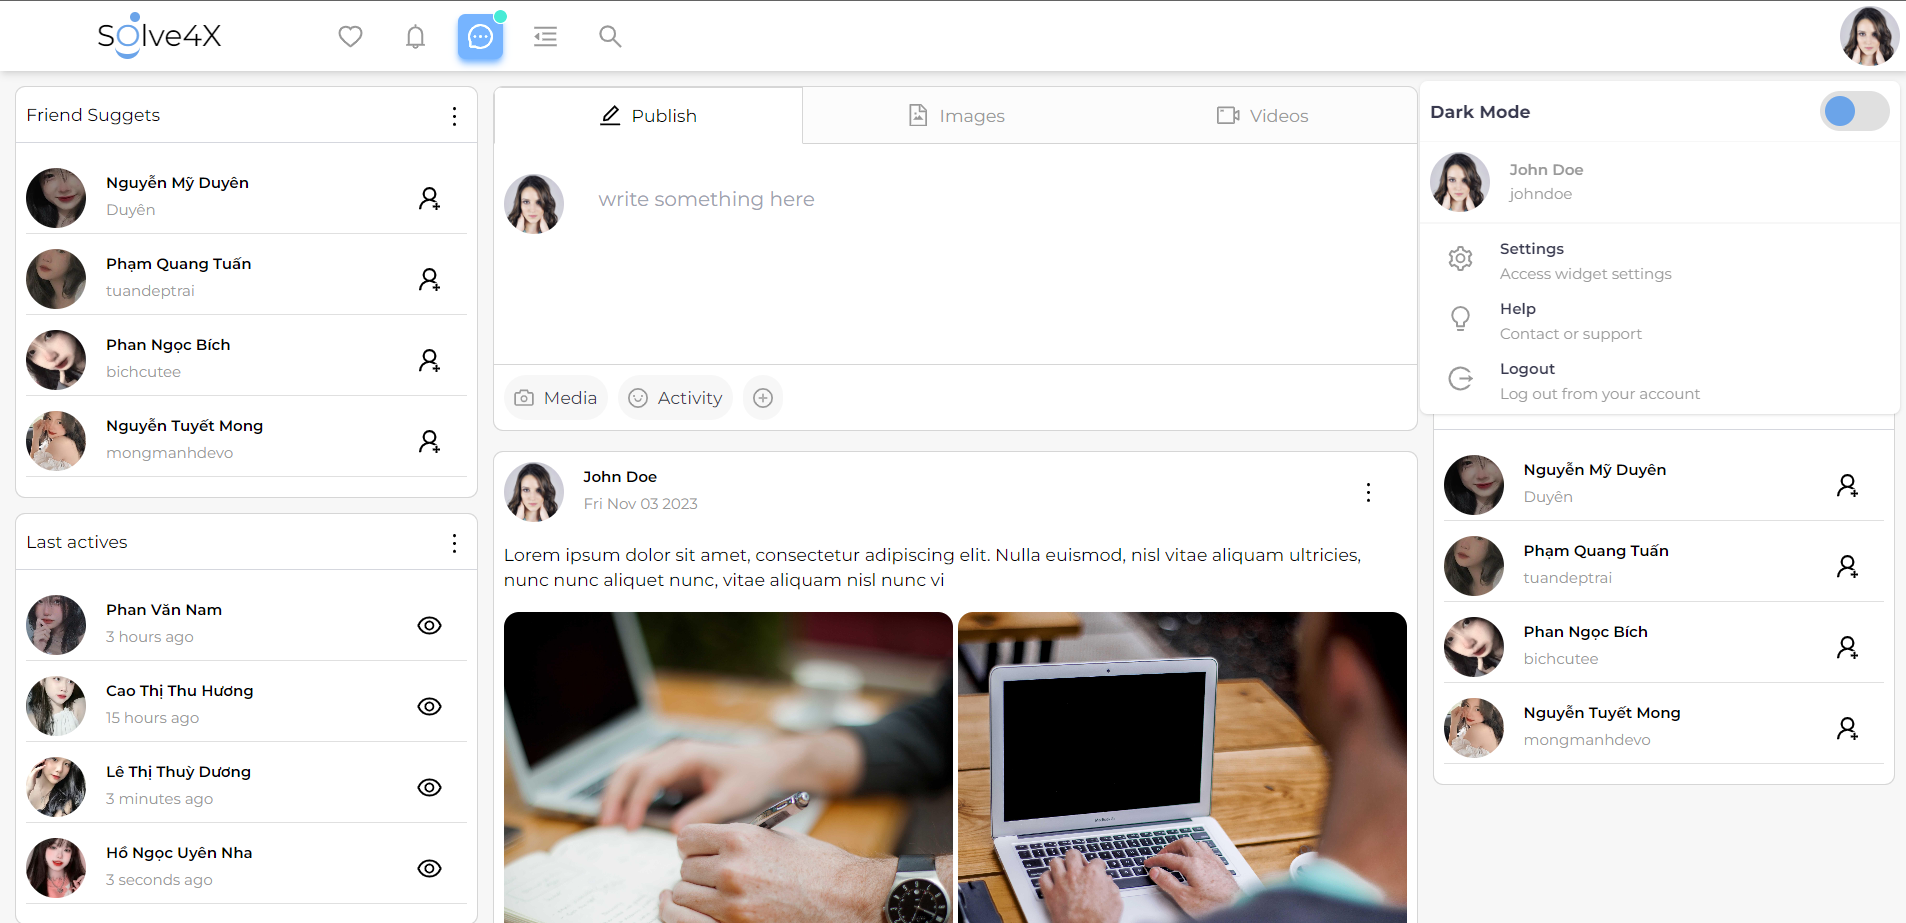 Solve4X
Friend Suggets
Nguyễn Mỹ Duyên
Duyên
Phạm Quang Tuấn
tuandeptrai
Phan Ngọc Bích
bichcutee
Nguyễn Tuyết Mong
mongmanhdevo
Last actives
Phan Văn Nam
3 hours ago
Cao Thị Thu Hương
15 hours ago
Lê Thị Thuỳ Dương
3 minutes ago
Hồ Ngọc Uyên Nha
3 seconds ago
Publish
Images
Videos
write something here
Media
Activity
John Doe
Fri Nov 03 2023
Lorem ipsum dolor sit amet, consectetur adipiscing elit. Nulla euismod, nisl vitae aliquam ultricies,
nunc nunc aliquet nunc, vitae aliquam nisl nunc vi
Dark Mode
John Doe
johndoe
Settings
Access widget settings
Help
Contact or support
Logout
Log out from your account
Nguyễn Mỹ Duyên
Duyên
Phạm Quang Tuấn
tuandeptrai
Phan Ngọc Bích
bichcutee
Nguyễn Tuyết Mong
mongmanhdevo